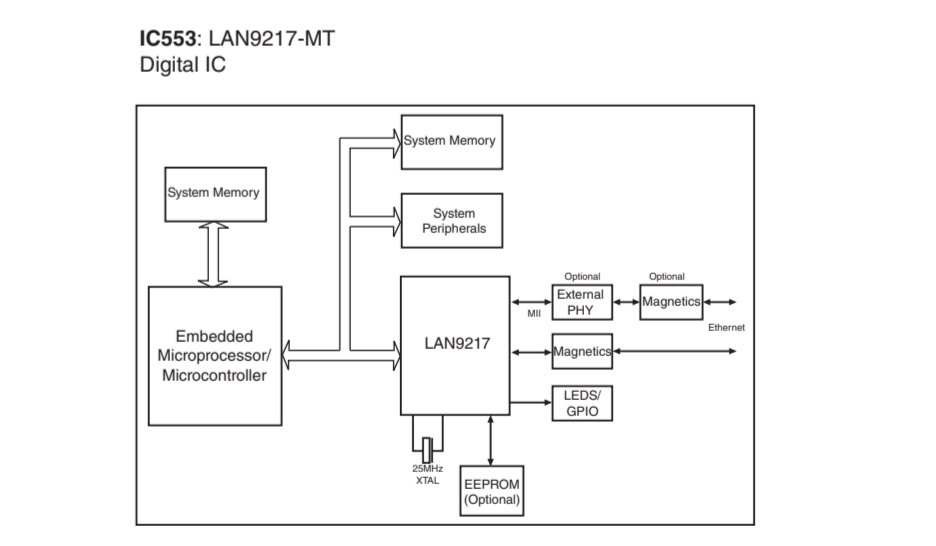 IC553: LAN9217-MT
Digital IC
System Memory
System Memory
System
Peripherals
Embedded
Microprocessor/
Microcontroller
LAN9217
Optional
External
PHY
Optional
Magnetics
MII
Ethernet
Magnetics
LEDS/
GPIO
25MHz
XTAL
EEPROM
(Optional)